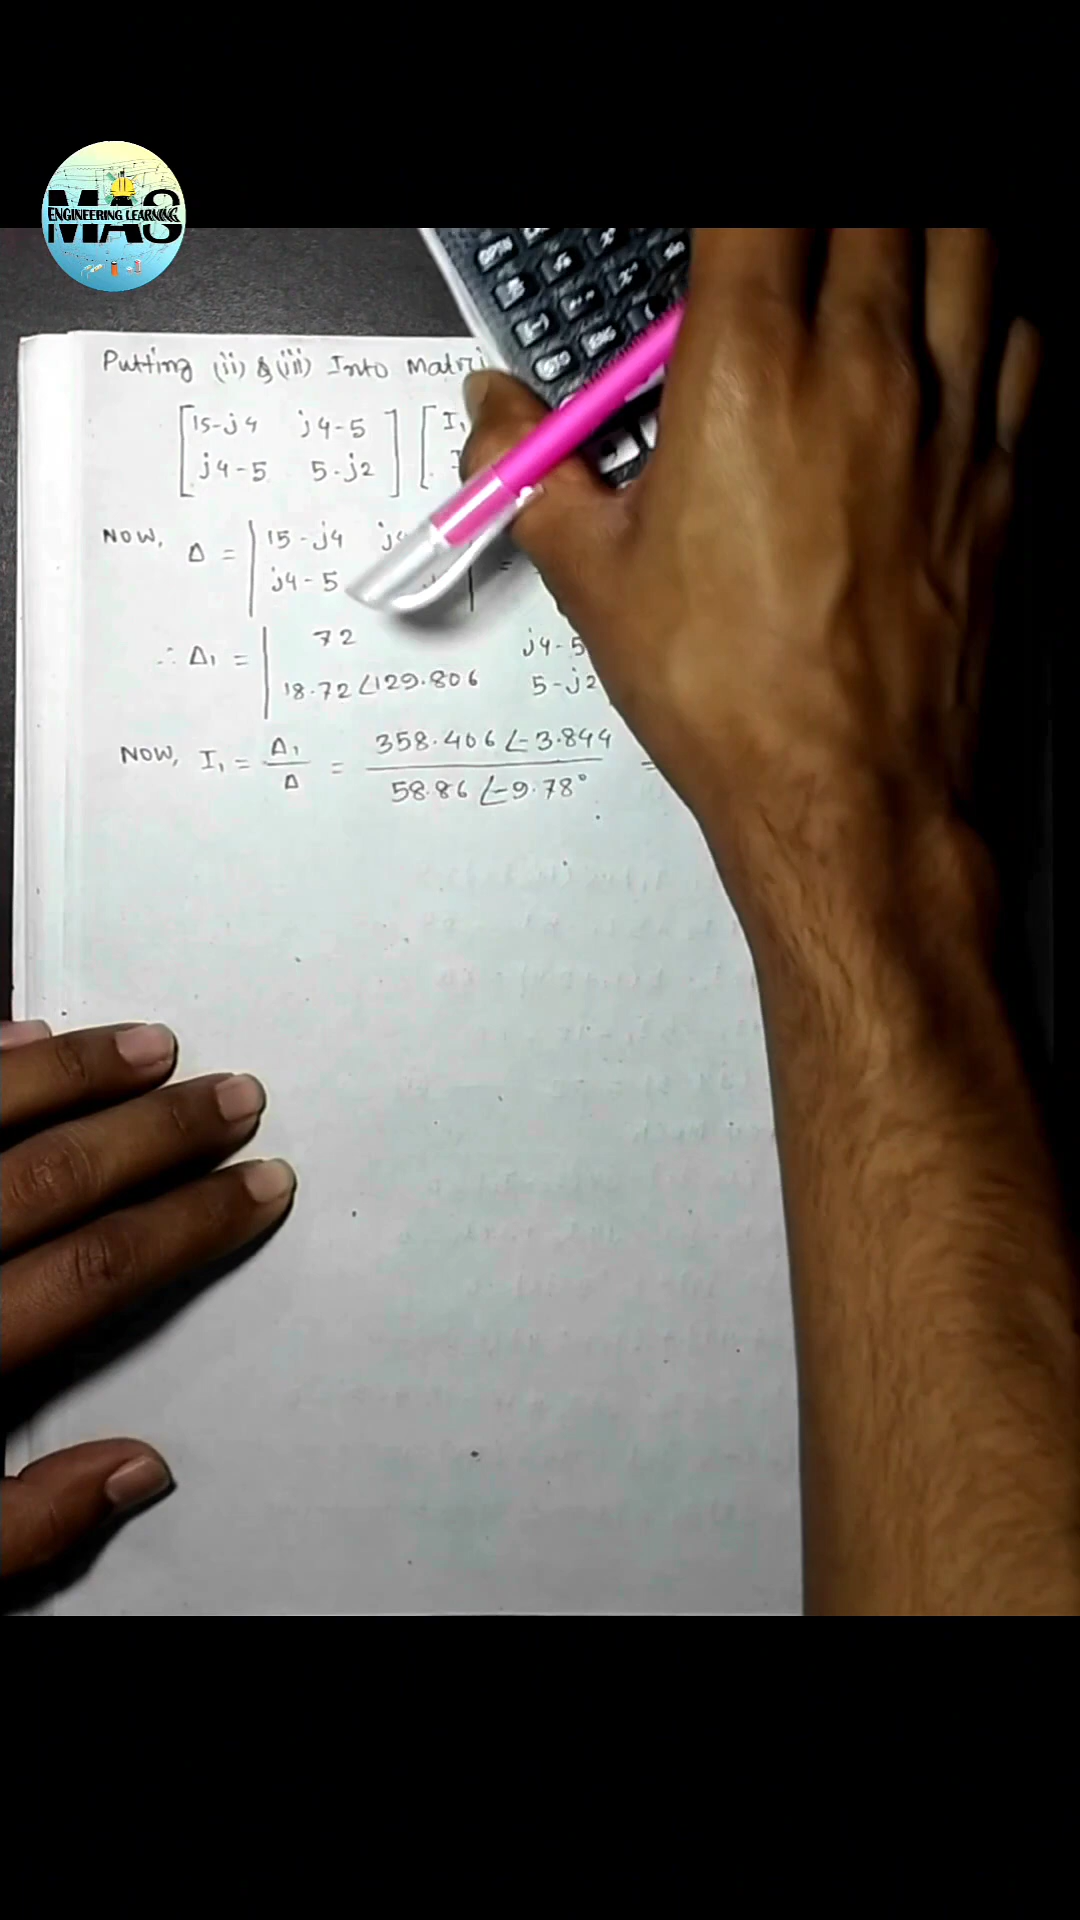 MAS
ENGINEERING LEARNING
Putting (ii) & (iii) Into Matri
[15-j4 j4-5] [I₁
[j4-5 5-j2]
NOW, Δ = |15-j4
j4-5 =
∴ Δ₁ = |72 j4-5
18.72∠129.806 5-j2
NOW, I₁ = Δ₁/Δ = 358.406∠-3.844 / 58.86∠-9.78° =